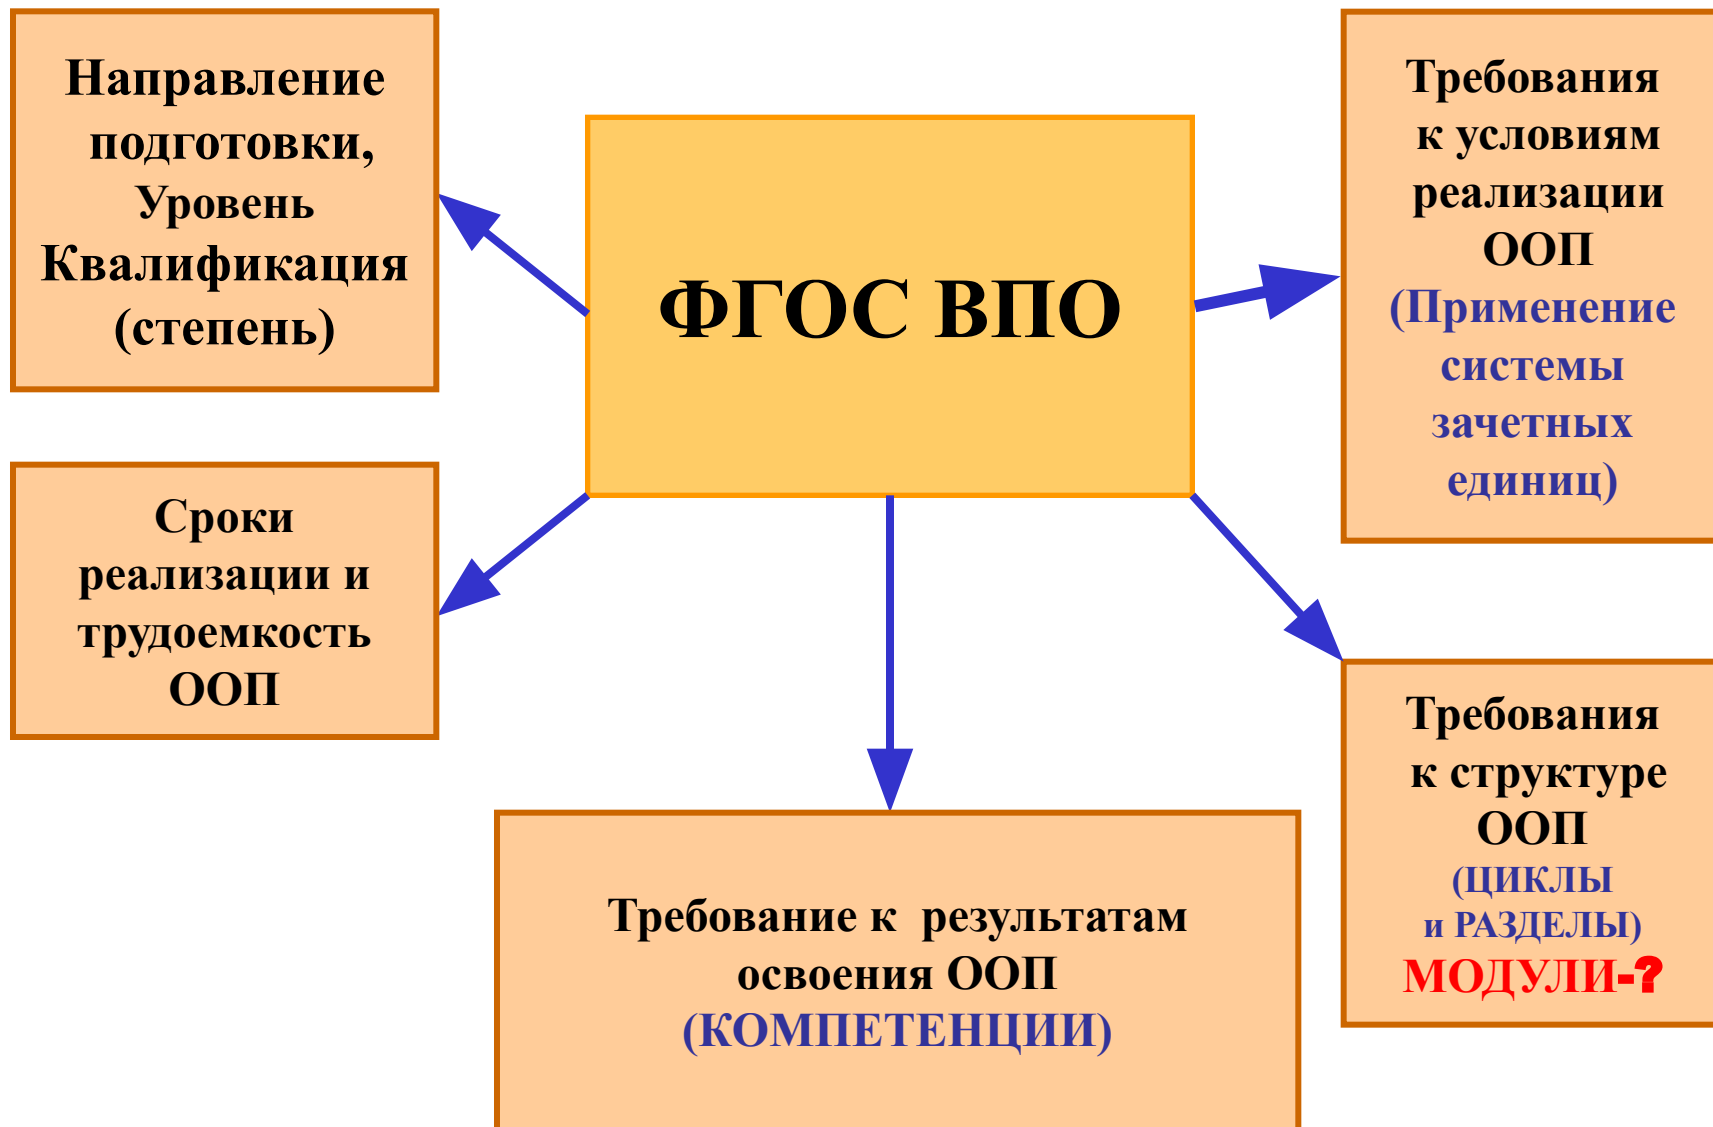 Направление
подготовки,
Уровень
Квалификация
(степень)
ФГОС ВПО
Требования
к условиям
реализации
ООП
(Применение
системы
зачетных
единиц)
Сроки
реализации и
трудоемкость
ООП
Требование к результатам
освоения ООП
(КОМПЕТЕНЦИИ)
Требования
к структуре
ООП
(ЦИКЛЫ
и РАЗДЕЛЫ)
МОДУЛИ-?